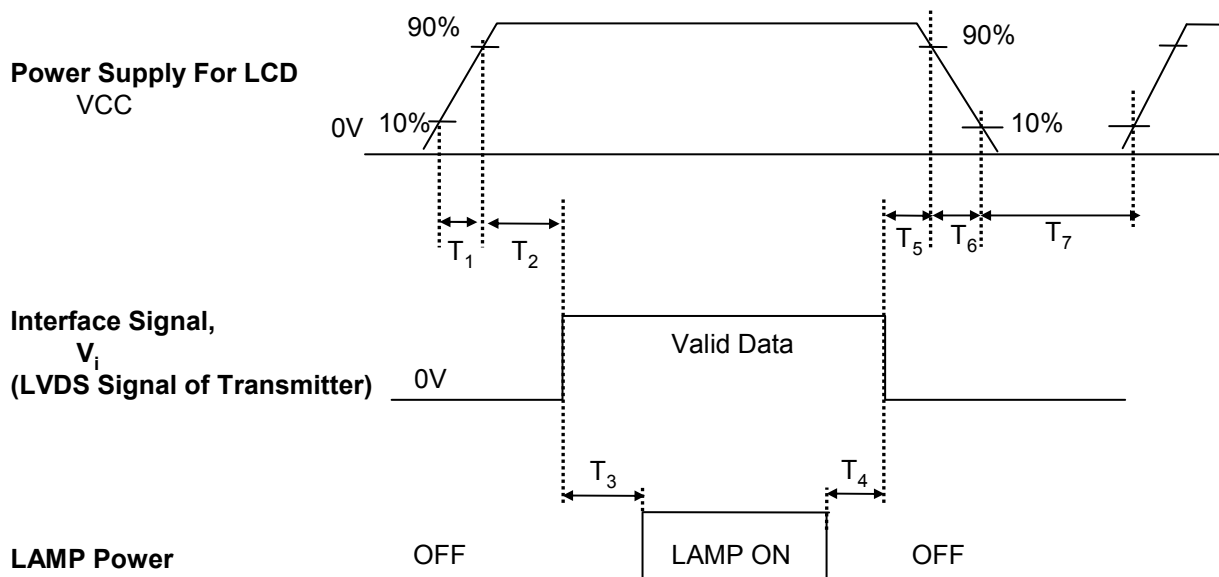 90%
90%
Power Supply For LCD
VCC
0V
10%
10%
T1
T2
T5
T6
T7
Interface Signal,
Vi
(LVDS Signal of Transmitter)
Valid Data
0V
T3
T4
LAMP Power
OFF
LAMP ON
OFF